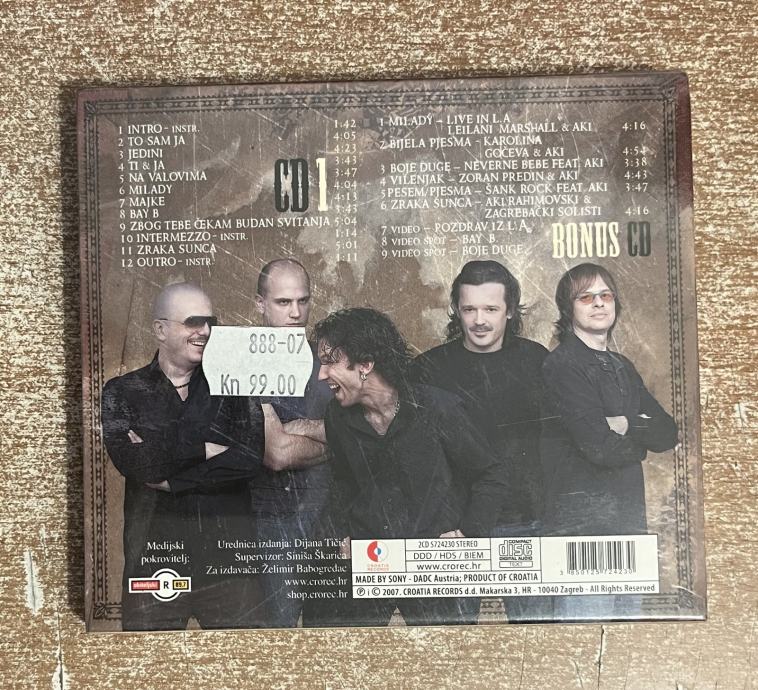 1 INTRO - INSTR. 1:42
2 TO SAM JA 4:05
3 JEDINI 4:23
4 TI & JA 3:43
5 NA VALOVIMA 3:47
6 MILADY 4:04
7 MAJKE 4:13
8 BAY B 3:43
9 ZBOG TEBE ČEKAM BUDAN SVITANJA 5:04
10 INTERMEZZO - INSTR. 1:14
11 ZRAKA SUNCA 5:01
12 OUTRO - INSTR. 1:11
CD 1
1 MILADY - LIVE IN L.A
LEILANI MARSHALL & AKI 4:16
2 BIJELA PJESMA - KAROLINA
GOČEVA & AKI 4:54
3 BOJE DUGE - NEVERNE BEBE FEAT. AKI 3:38
4 VILENJAK - ZORAN PREDIN & AKI 4:43
5 PESEM/PJESMA - ŠANK ROCK FEAT. AKI 3:47
6 ZRAKA SUNCA - AKI RAHIMOVSKI &
ZAGREBAČKI SOLISTI 4:16
7 VIDEO - POZDRAV IZ L.A.
8 VIDEO SPOT - BAY B
9 VIDEO SPOT - BOJE DUGE
BONUS CD
888-07
Kn 99.00
Medijski
pokrovitelj:
R
Urednica izdanja: Dijana Tičić
Supervizor: Siniša Škarica
Za izdavača: Želimir Babogredac
www.crorec.hr
shop.crorec.hr
CROATIA
RECORDS
2CD 5724230 STEREO
DDD / HDS / BIEM
www.crorec.hr
COMPACT
disc
DIGITAL AUDIO
TEXT
3 850125 724230
MADE BY SONY - DADC Austria; PRODUCT OF CROATIA
Ⓟ i © 2007. CROATIA RECORDS d.d. Makarska 3, HR - 10040 Zagreb - All Rights Reserved